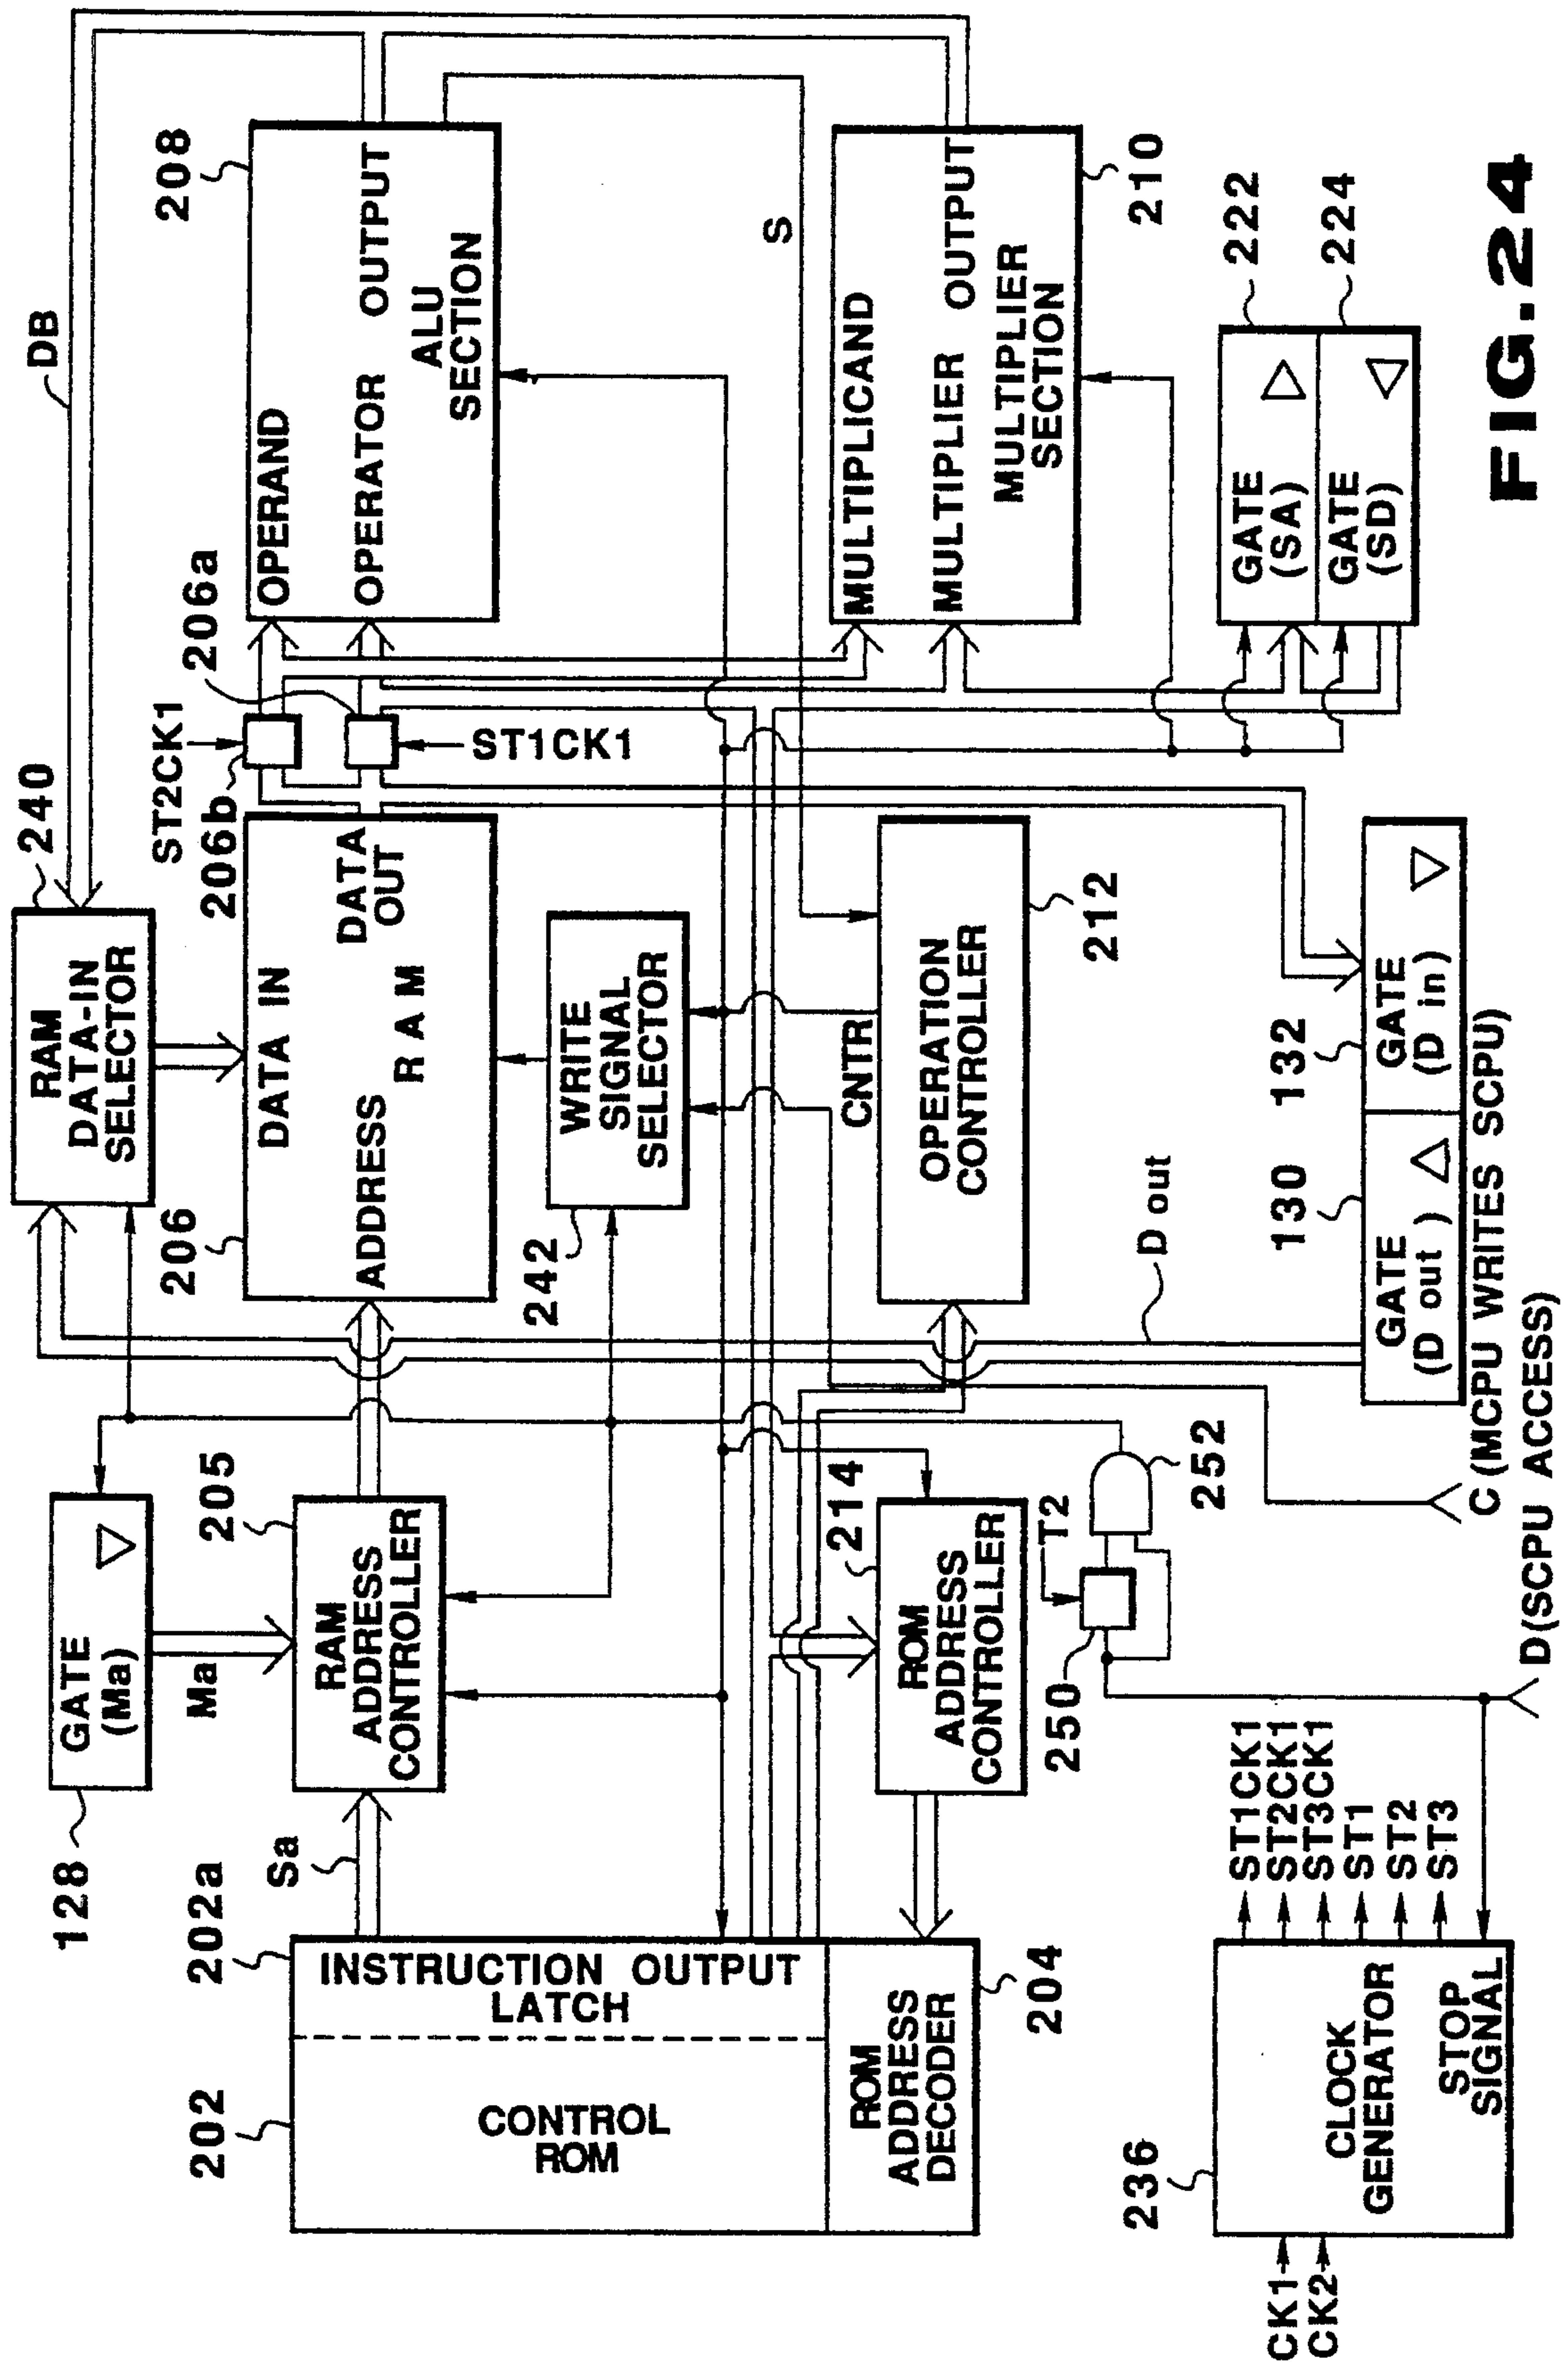 128
GATE
(Ma)
Ma
240
RAM
DATA-IN
SELECTOR
DB
202
202a
Sa
205
RAM
ADDRESS
CONTROLLER
206
ADDRESS
DATA IN
DATA
OUT
R A M
206b
ST2CK1
206a
ST1CK1
208
OPERAND
OPERATOR
OUTPUT
ALU
SECTION
CONTROL
ROM
INSTRUCTION OUTPUT
LATCH
242
WRITE
SIGNAL
SELECTOR
S
ROM
ADDRESS
DECODER
204
214
ROM
ADDRESS
CONTROLLER
CNTR
OPERATION
CONTROLLER
212
MULTIPLICAND
MULTIPLIER
OUTPUT
MULTIPLIER
SECTION
210
250
T2
252
D out
236
CK1
CK2
CLOCK
GENERATOR
STOP
SIGNAL
ST1CK1
ST2CK1
ST3CK1
ST1
ST2
ST3
130
132
GATE
(D out)
GATE
(D in)
GATE
(SA)
GATE
(SD)
222
224
C (MCPU WRITES SCPU)
D(SCPU ACCESS)
FIG.24